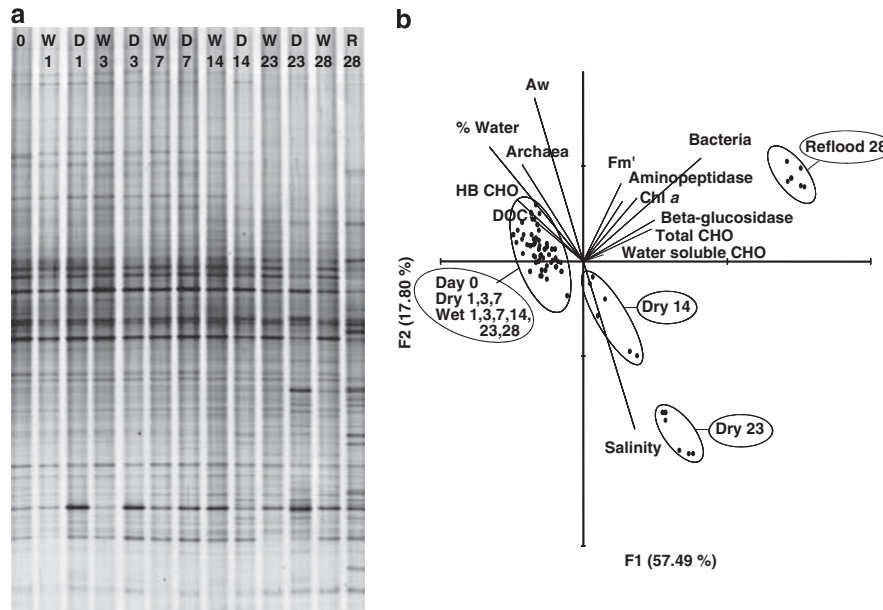 a
0 W D W D W D W D W D W R
1 1 3 3 7 7 14 14 23 23 28 28
b
Aw
% Water
Archaea
Bacteria
Reflood 28
Fm'
Aminopeptidase
HB CHO
Chl a
DOC
Beta-glucosidase
Total CHO
Water soluble CHO
Day 0
Dry 1,3,7
Wet 1,3,7,14,
23,28
Dry 14
Dry 23
Salinity
F2 (17.80 %)
F1 (57.49 %)